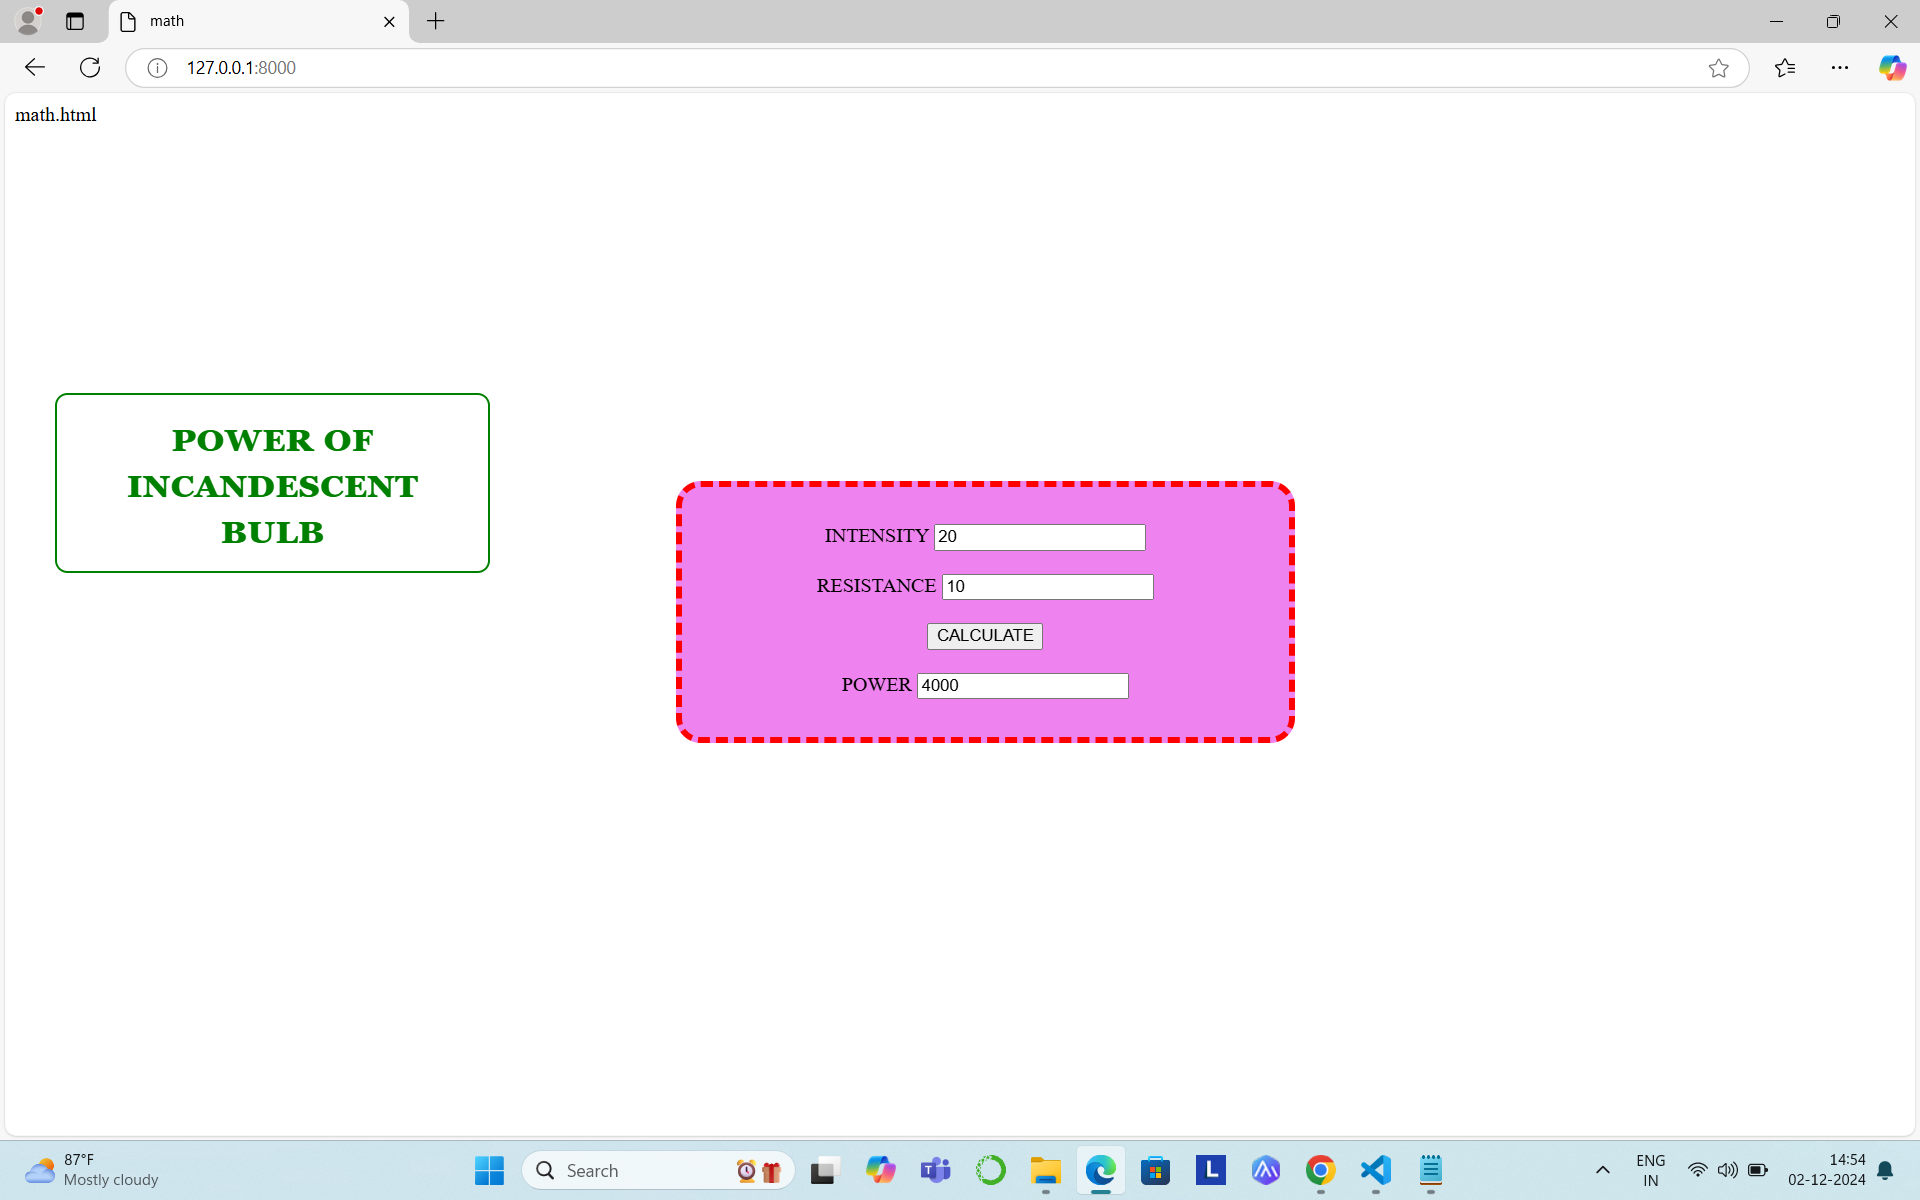 math
127.0.0.1:8000
math.html
POWER OF
INCANDESCENT
BULB
INTENSITY 20
RESISTANCE 10
CALCULATE
POWER 4000
87°F
Mostly cloudy
Search
T
L
ENG
IN
14:54
02-12-2024